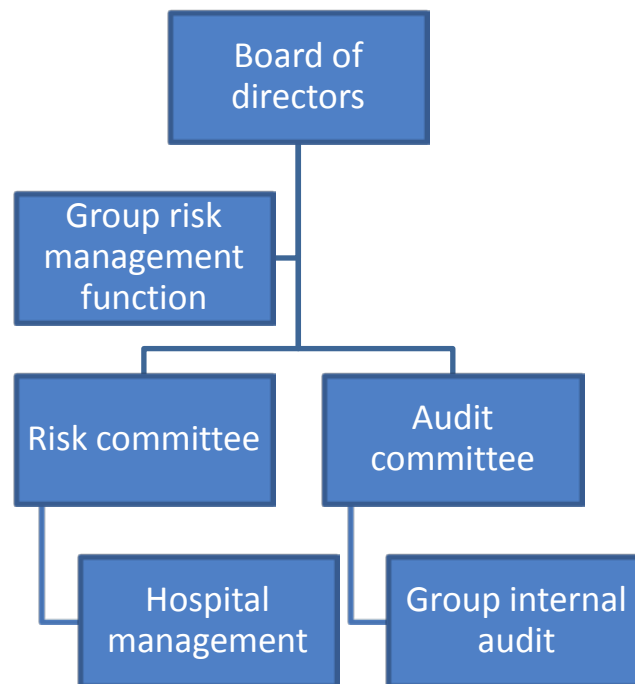 Board of
directors
Group risk
management
function
Risk committee
Audit
committee
Hospital
management
Group internal
audit